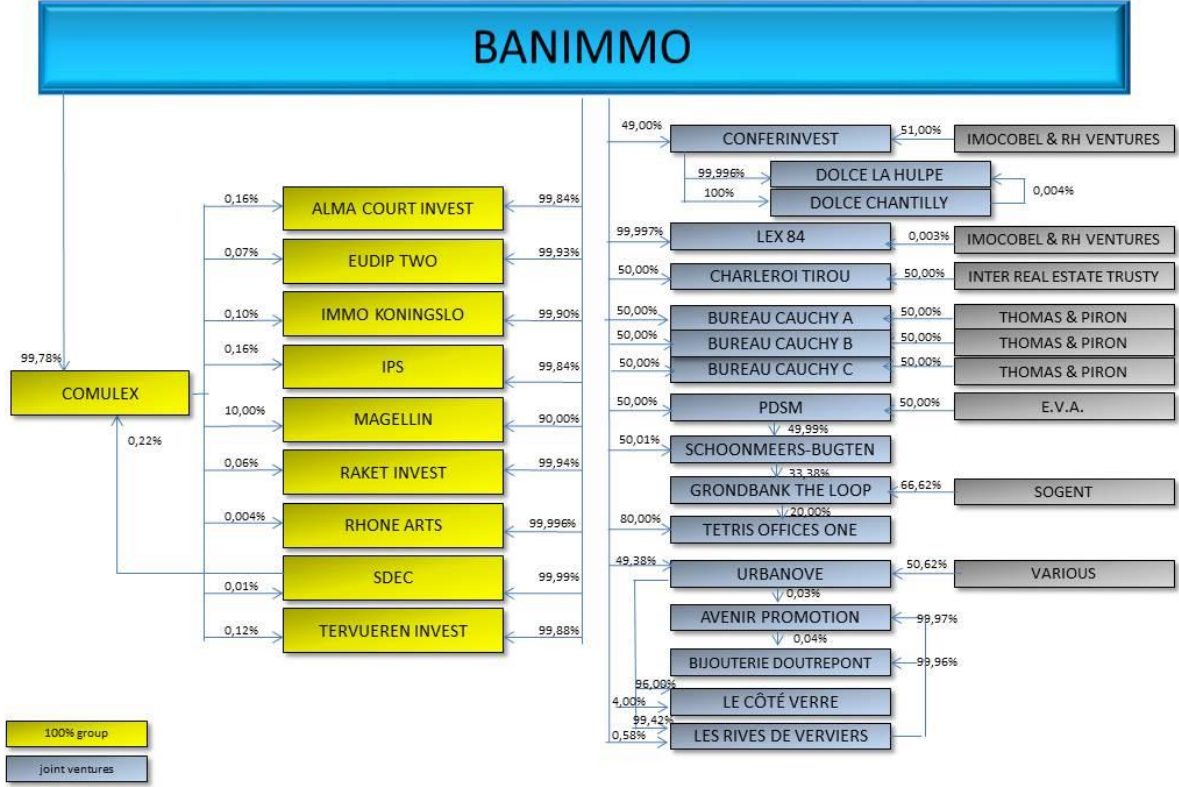 BANIMMO
99,78%
COMULEX
0,22%
0,16%
ALMA COURT INVEST
99,84%
0,07%
EUDIP TWO
99,93%
0,10%
IMMO KONINGSLO
99,90%
0,16%
IPS
99,84%
10,00%
MAGELLIN
90,00%
0,06%
RAKET INVEST
99,94%
0,004%
RHONE ARTS
99,996%
0,01%
SDEC
99,99%
0,12%
TERVUEREN INVEST
99,88%
49,00%
CONFERINVEST
51,00%
IMOCOBEL & RH VENTURES
99,996%
DOLCE LA HULPE
0,004%
100%
DOLCE CHANTILLY
99,997%
LEX 84
0,003%
IMOCOBEL & RH VENTURES
50,00%
CHARLEROI TIROU
50,00%
INTER REAL ESTATE TRUSTY
50,00%
BUREAU CAUCHY A
50,00%
THOMAS & PIRON
50,00%
BUREAU CAUCHY B
50,00%
THOMAS & PIRON
50,00%
BUREAU CAUCHY C
50,00%
THOMAS & PIRON
50,00%
PDSM
50,00%
E.V.A.
49,99%
50,01%
SCHOONMEERS-BUGTEN
33,38%
GRONDBANK THE LOOP
66,62%
SOGENT
20,00%
80,00%
TETRIS OFFICES ONE
49,38%
URBANOVE
50,62%
VARIOUS
0,03%
AVENIR PROMOTION
99,97%
0,04%
BIJOUTERIE DOUTREPONT
99,96%
96,00%
4,00%
LE CÔTÉ VERRE
99,42%
0,58%
LES RIVES DE VERVIERS
100% group
joint ventures